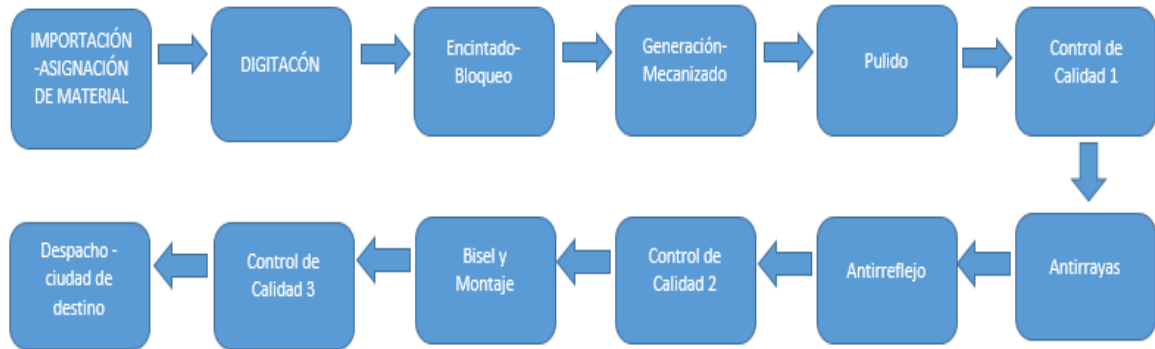 IMPORTACIÓN
-ASIGNACIÓN
DE MATERIAL
DIGITACÓN
Encintado-
Bloqueo
Generación-
Mecanizado
Pulido
Control de
Calidad 1
Antirrayas
Antirreflejo
Control de
Calidad 2
Bisel y
Montaje
Control de
Calidad 3
Despacho -
ciudad de
destino